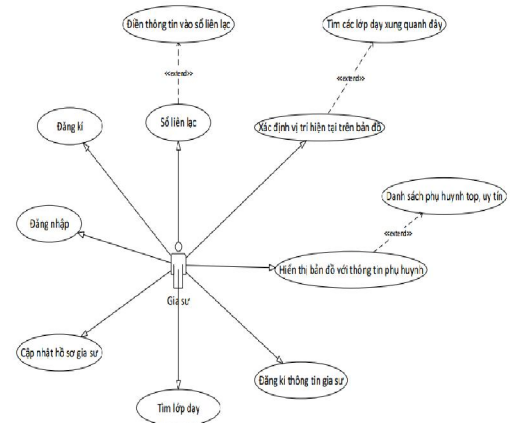 Điền thông tin vào sổ liên lạc
Tìm các lớp dạy xung quanh đây
«extend»
«extend»
Đăng kí
Sổ liên lạc
Xác định vị trí hiện tại trên bản đồ
Danh sách phụ huynh top, uy tín
«extend»
Đăng nhập
Hiển thị bản đồ với thông tin phụ huynh
Gia sư
Cập nhật hồ sơ gia sư
Đăng kí thông tin gia sư
Tìm lớp dạy